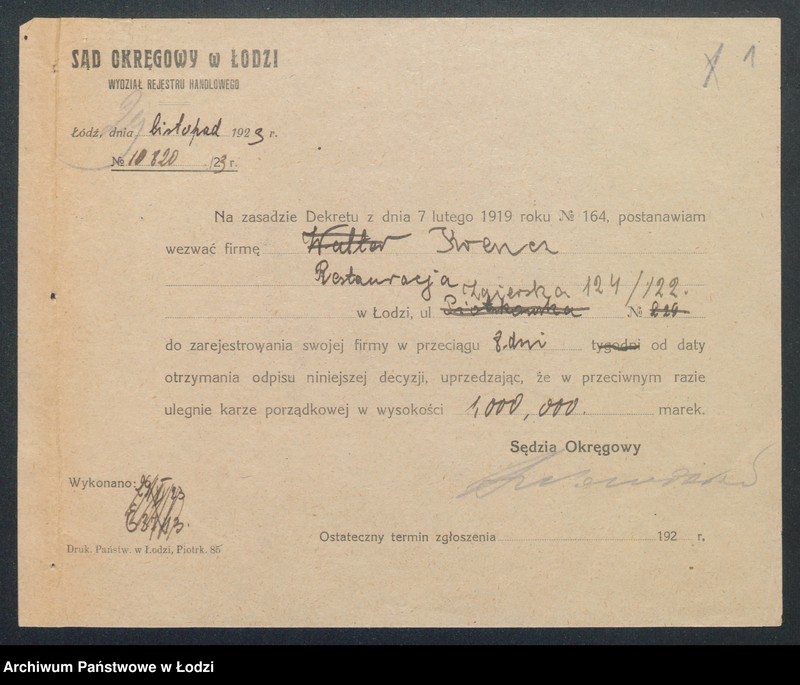 1
SĄD OKRĘGOWY w ŁODZI
WYDZIAŁ REJESTRU HANDLOWEGO
Łódź, dnia 29 listopad 1923 r.
№ 10820 /23 r.
Na zasadzie Dekretu z dnia 7 lutego 1919 roku № 164, postanawiam
wezwać firmę Walter
Restauracja
Zgierska 124/122.
w Łodzi, ul Piotrkowska № 220
do zarejestrowania swojej firmy w przeciągu 8. dni tygodni od daty
otrzymania odpisu niniejszej decyzji, uprzedzając, że w przeciwnym razie
ulegnie karze porządkowej w wysokości 1,000,000. marek.
Sędzia Okręgowy
Wykonano:
Ostateczny termin zgłoszenia 192 r.
Druk. Państw. w Łodzi, Piotrk. 85
Archiwum Państwowe w Łodzi